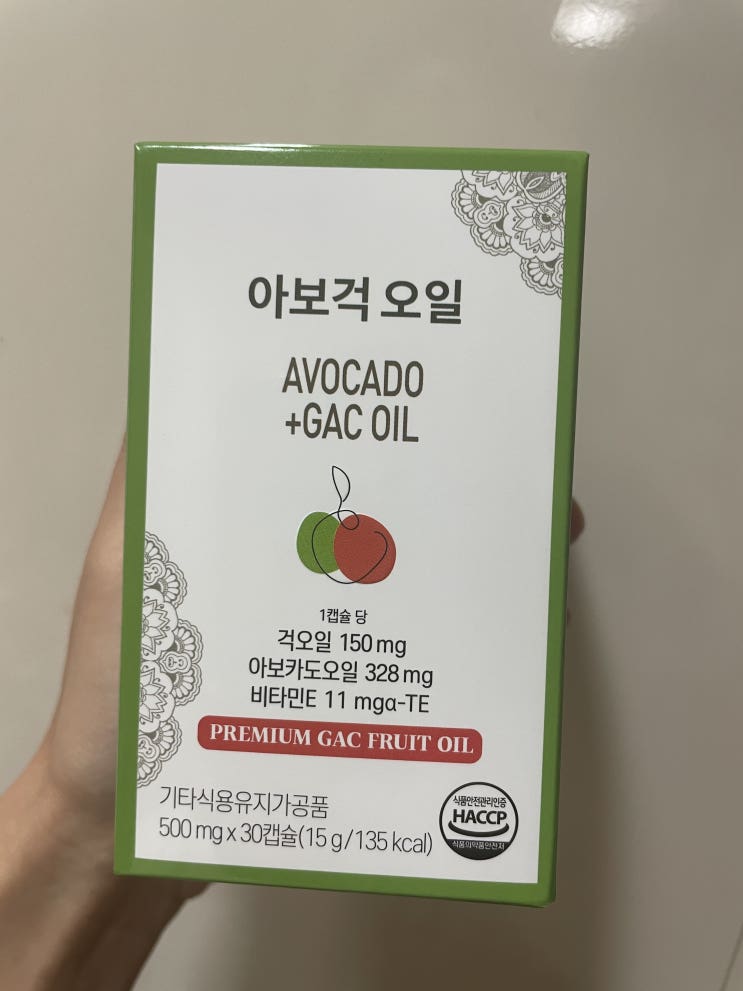 아보걱 오일
AVOCADO
+GAC OIL
1캡슐 당
걱오일 150 mg
아보카도오일 328 mg
비타민E 11 mgα-TE
PREMIUM GAC FRUIT OIL
기타식용유지가공품
500 mg x 30캡슐(15 g/135 kcal)
식품안전관리인증
HACCP
식품의약품안전처